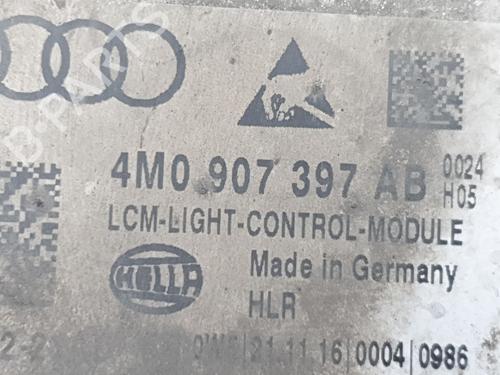 4M0 907 397 AB 0024 H05
LCM-LIGHT-CONTROL-MODULE
HELLA Made in Germany
HLR
21.11.16 0004 0986
B-PARTS